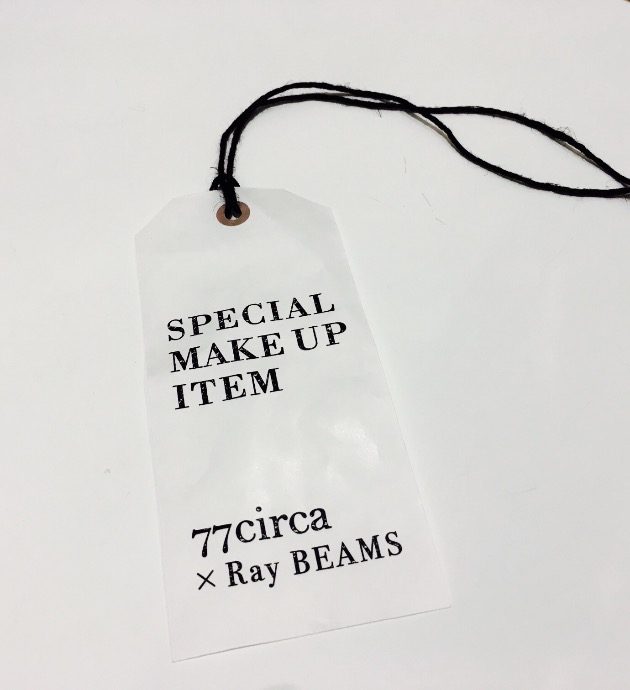 SPECIAL
MAKE UP
ITEM
77circa
× Ray BEAMS